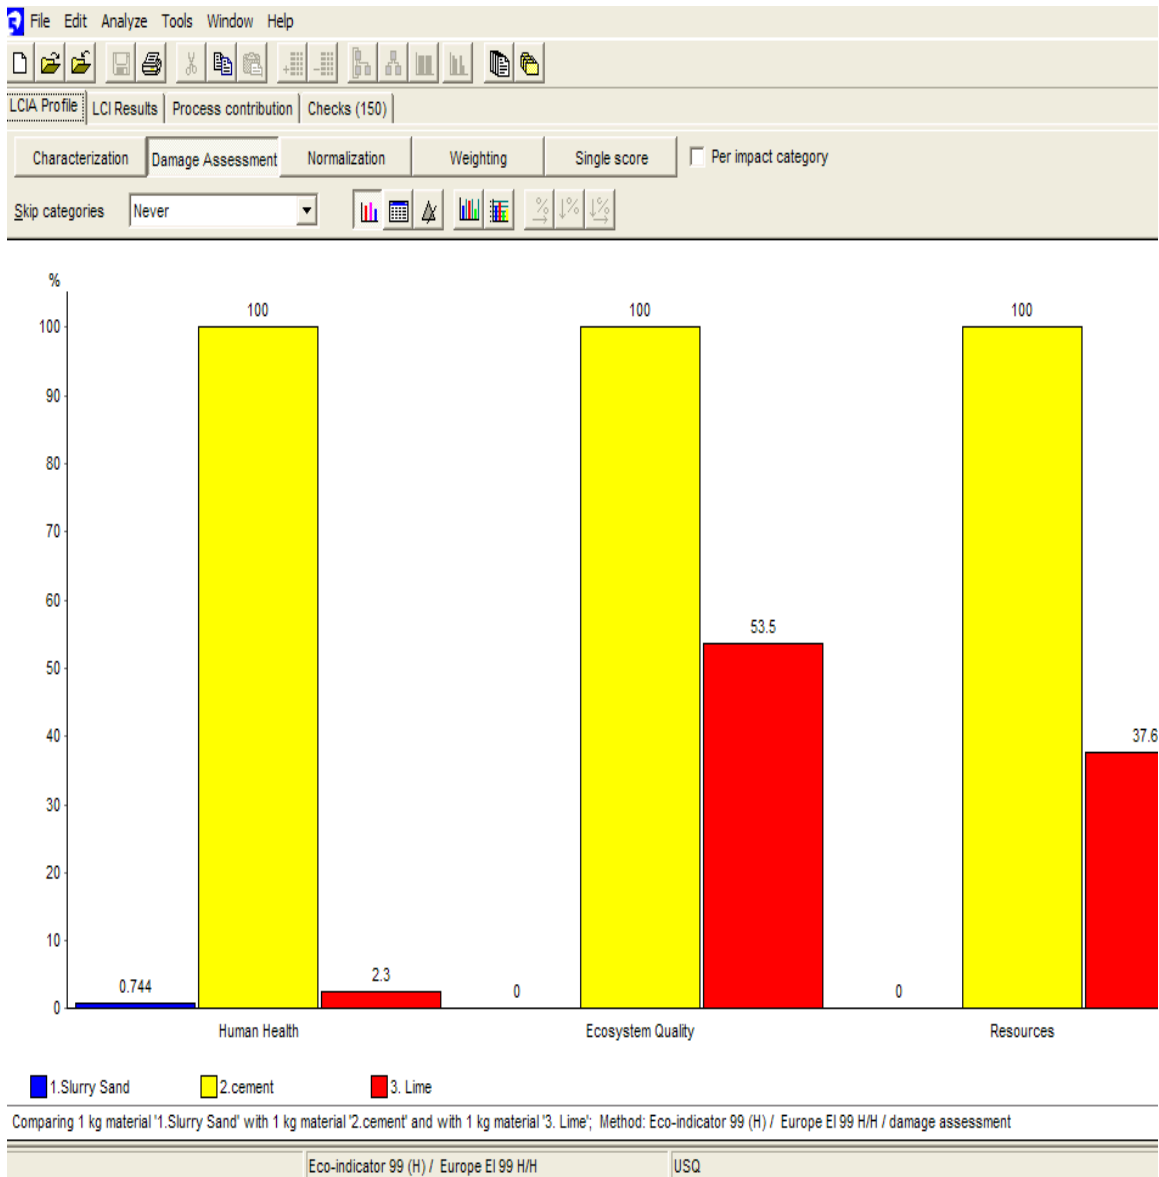 File Edit Analyze Tools Window Help
LCIA Profile LCI Results Process contribution Checks (150)
Characterization Damage Assessment Normalization Weighting Single score Per impact category
Skip categories Never
%
100
90
80
70
60
50
40
30
20
10
0
100 100 100
53.5
37.6
0.744 2.3 0 0
Human Health Ecosystem Quality Resources
1.Slurry Sand 2.cement 3. Lime
Comparing 1 kg material '1.Slurry Sand' with 1 kg material '2.cement' and with 1 kg material '3. Lime'; Method: Eco-indicator 99 (H) / Europe EI 99 H/H / damage assessment
Eco-indicator 99 (H) / Europe EI 99 H/H USQ